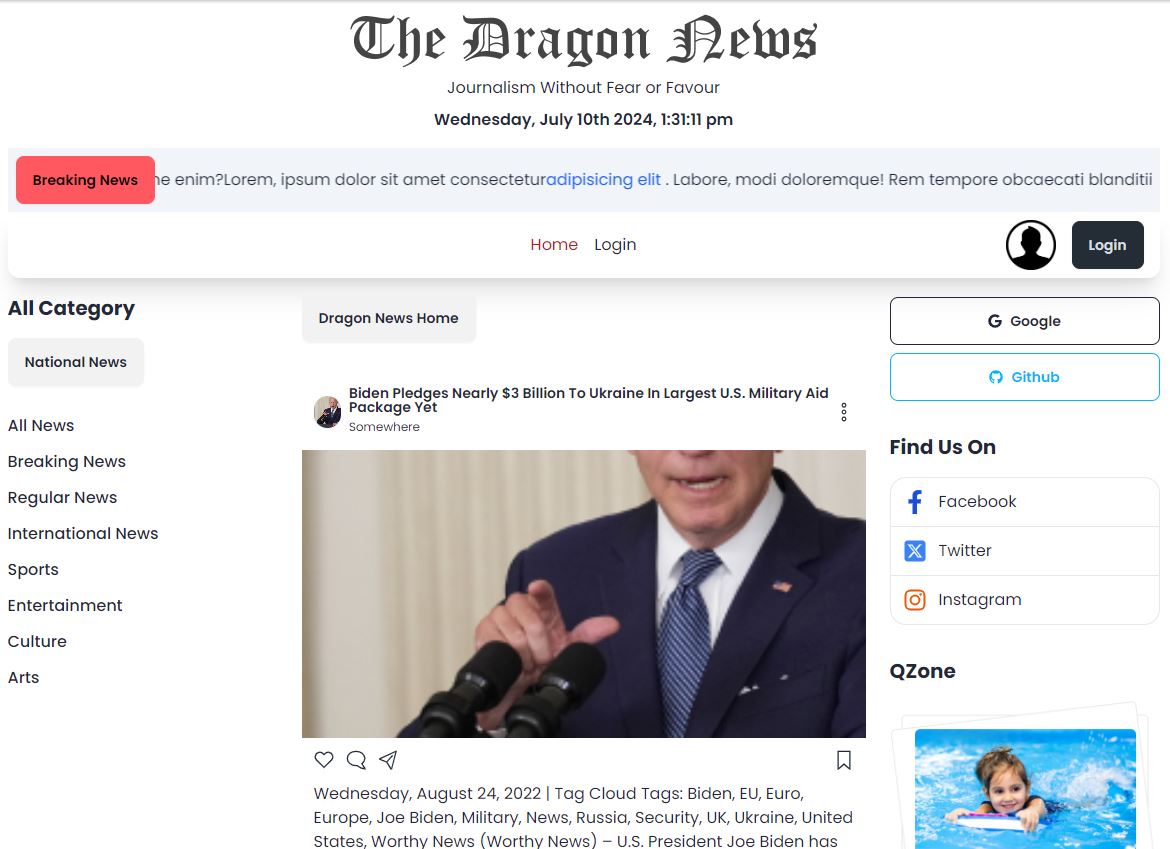 The Dragon News
Journalism Without Fear or Favour
Wednesday, July 10th 2024, 1:31:11 pm
Breaking News
ne enim?Lorem, ipsum dolor sit amet consecteturadipisicing elit . Labore, modi doloremque! Rem tempore obcaecati blanditii
Home Login
Login
All Category
National News
All News
Breaking News
Regular News
International News
Sports
Entertainment
Culture
Arts
Dragon News Home
Biden Pledges Nearly $3 Billion To Ukraine In Largest U.S. Military Aid
Package Yet
Somewhere
Wednesday, August 24, 2022 | Tag Cloud Tags: Biden, EU, Euro,
Europe, Joe Biden, Military, News, Russia, Security, UK, Ukraine, United
States, Worthy News (Worthy News) – U.S. President Joe Biden has
Google
Github
Find Us On
Facebook
Twitter
Instagram
QZone